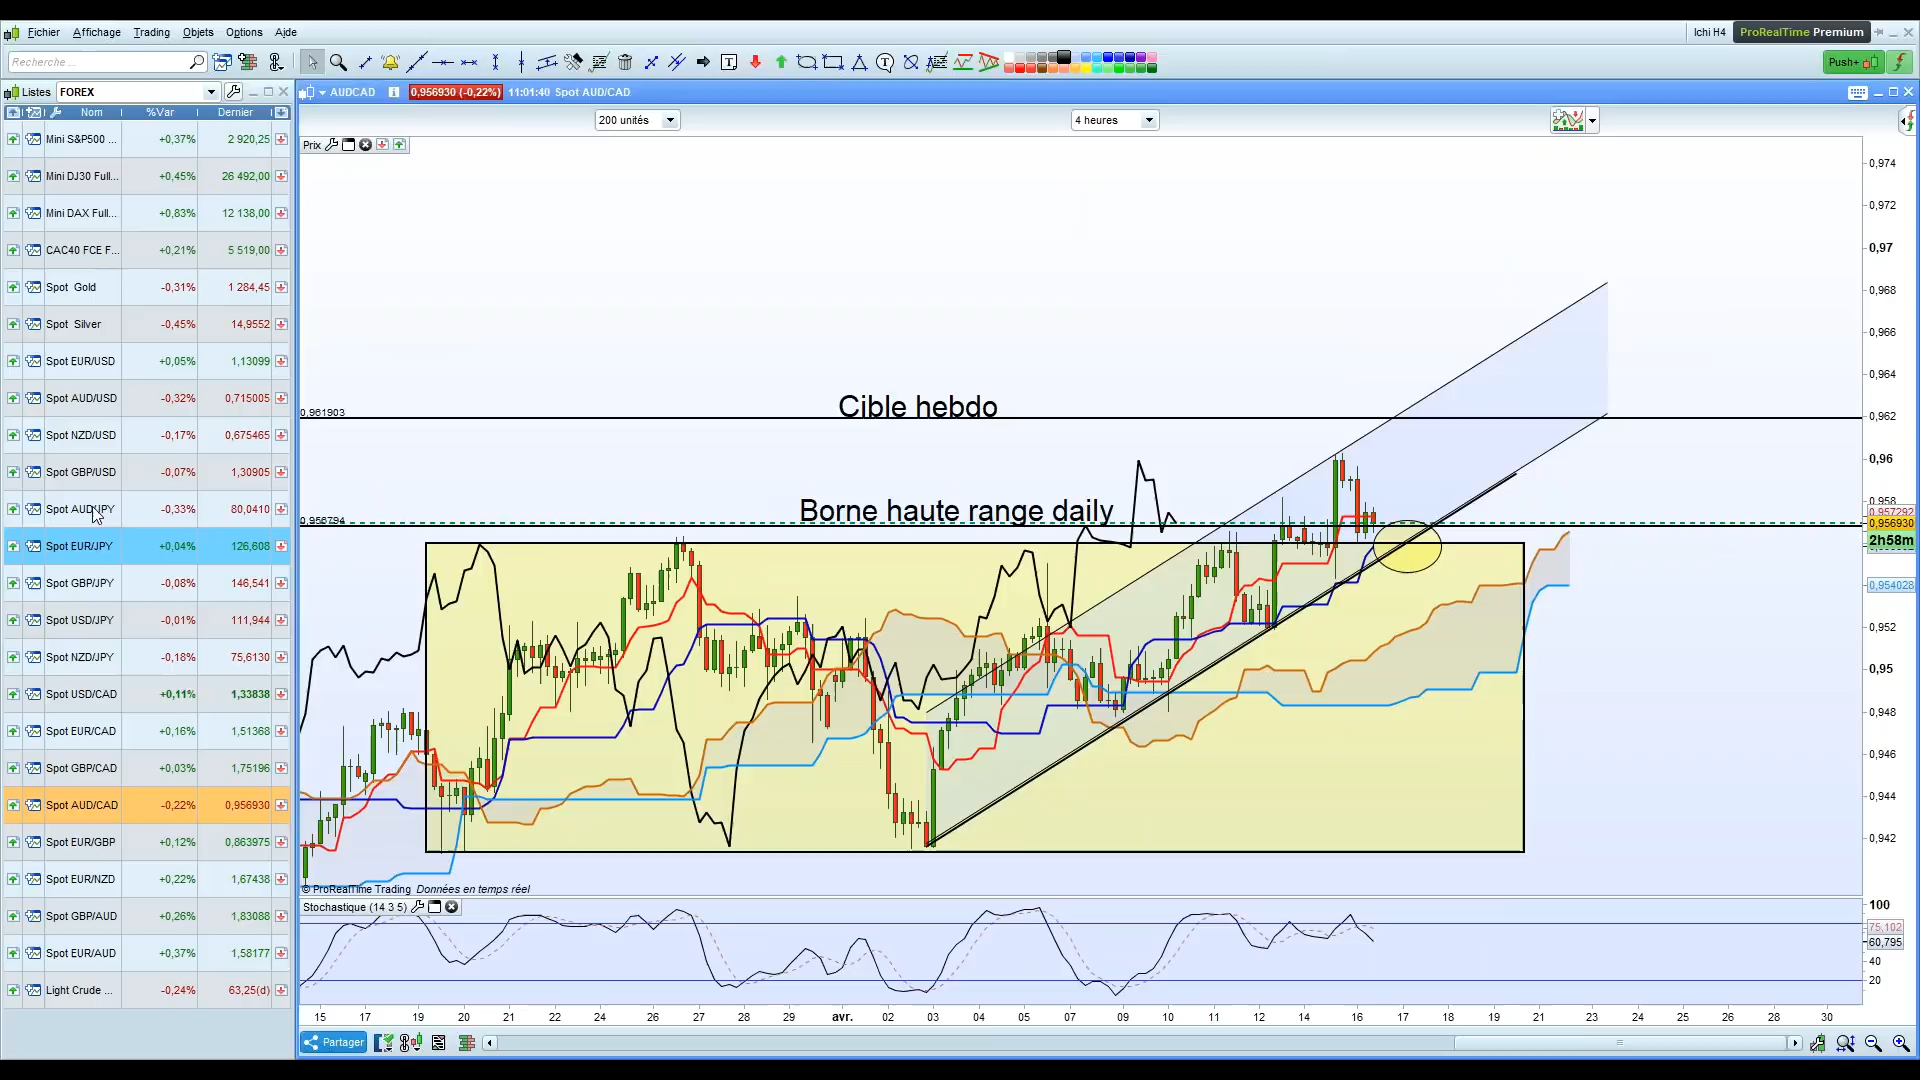 Fichier Affichage Trading Objets Options Aide
Ichi H4 ProRealTime Premium
Recherche ...
Push+
Listes FOREX
AUDCAD 0,956930 (-0,22%) 11:01:40 Spot AUD/CAD
Nom %Var Dernier
200 unités
4 heures
Prix
Mini S&P500 ... +0,37% 2 920,25
Mini DJ30 Full... +0,45% 26 492,00
Mini DAX Full... +0,83% 12 138,00
CAC40 FCE F... +0,21% 5 519,00
Spot Gold -0,31% 1 284,45
Spot Silver -0,45% 14,9552
Spot EUR/USD +0,05% 1,13099
Spot AUD/USD -0,32% 0,715005
Spot NZD/USD -0,17% 0,675465
Spot GBP/USD -0,07% 1,30905
Spot AUD/JPY -0,33% 80,0410
Spot EUR/JPY +0,04% 126,608
Spot GBP/JPY -0,08% 146,541
Spot USD/JPY -0,01% 111,944
Spot NZD/JPY -0,18% 75,6130
Spot USD/CAD +0,11% 1,33838
Spot EUR/CAD +0,16% 1,51368
Spot GBP/CAD +0,03% 1,75196
Spot AUD/CAD -0,22% 0,956930
Spot EUR/GBP +0,12% 0,863975
Spot EUR/NZD +0,22% 1,67438
Spot GBP/AUD +0,26% 1,83088
Spot EUR/AUD +0,37% 1,58177
Light Crude ... -0,24% 63,25(d)
Cible hebdo
0,961903
Borne haute range daily
0,956794
0,974
0,972
0,97
0,968
0,966
0,964
0,962
0,96
0,958
0,957292
0,956930
2h58m
0,954028
0,952
0,95
0,948
0,946
0,944
0,942
© ProRealTime Trading Données en temps réel
Stochastique (14 3 5)
100
75,102
60,795
40
20
15 17 19 20 21 22 24 26 27 28 29 avr. 02 03 04 05 07 09 10 11 12 14 16 17 18 19 21 23 24 25 26 28 30
Partager